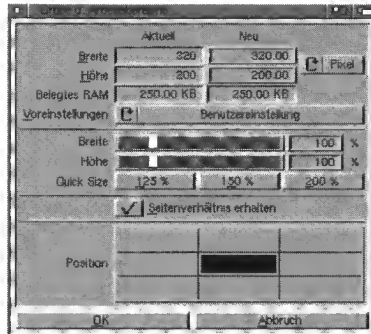 Aktuell Neu
Breite 320 320.00
Höhe 200 200.00
Pixel
Belegtes RAM 250.00 KB 250.00 KB
Voreinstellungen Benutzereinstellung
Breite 100 %
Höhe 100 %
Quick Size 125 % 150 % 200 %
Seitenverhältnis erhalten
Position
OK Abbruch